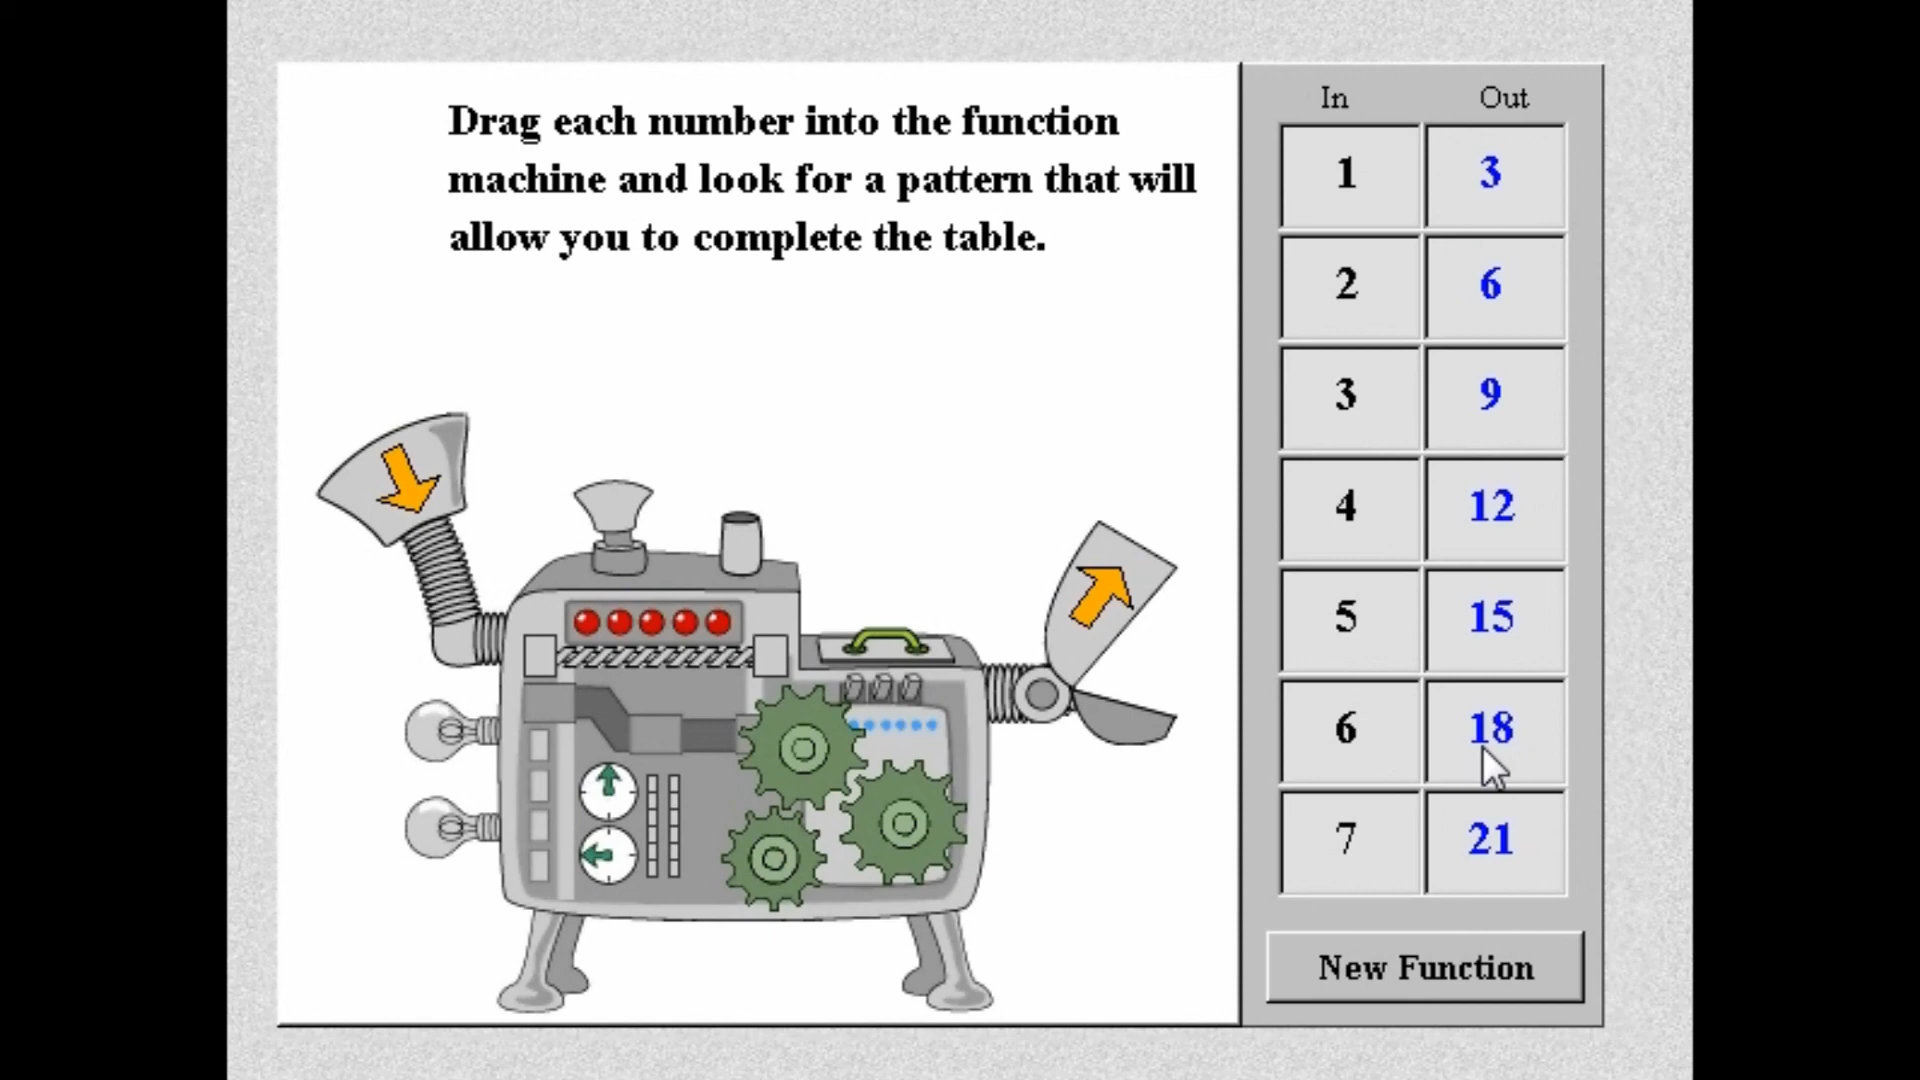 Drag each number into the function
machine and look for a pattern that will
allow you to complete the table.
In Out
1 3
2 6
3 9
4 12
5 15
6 18
7 21
New Function